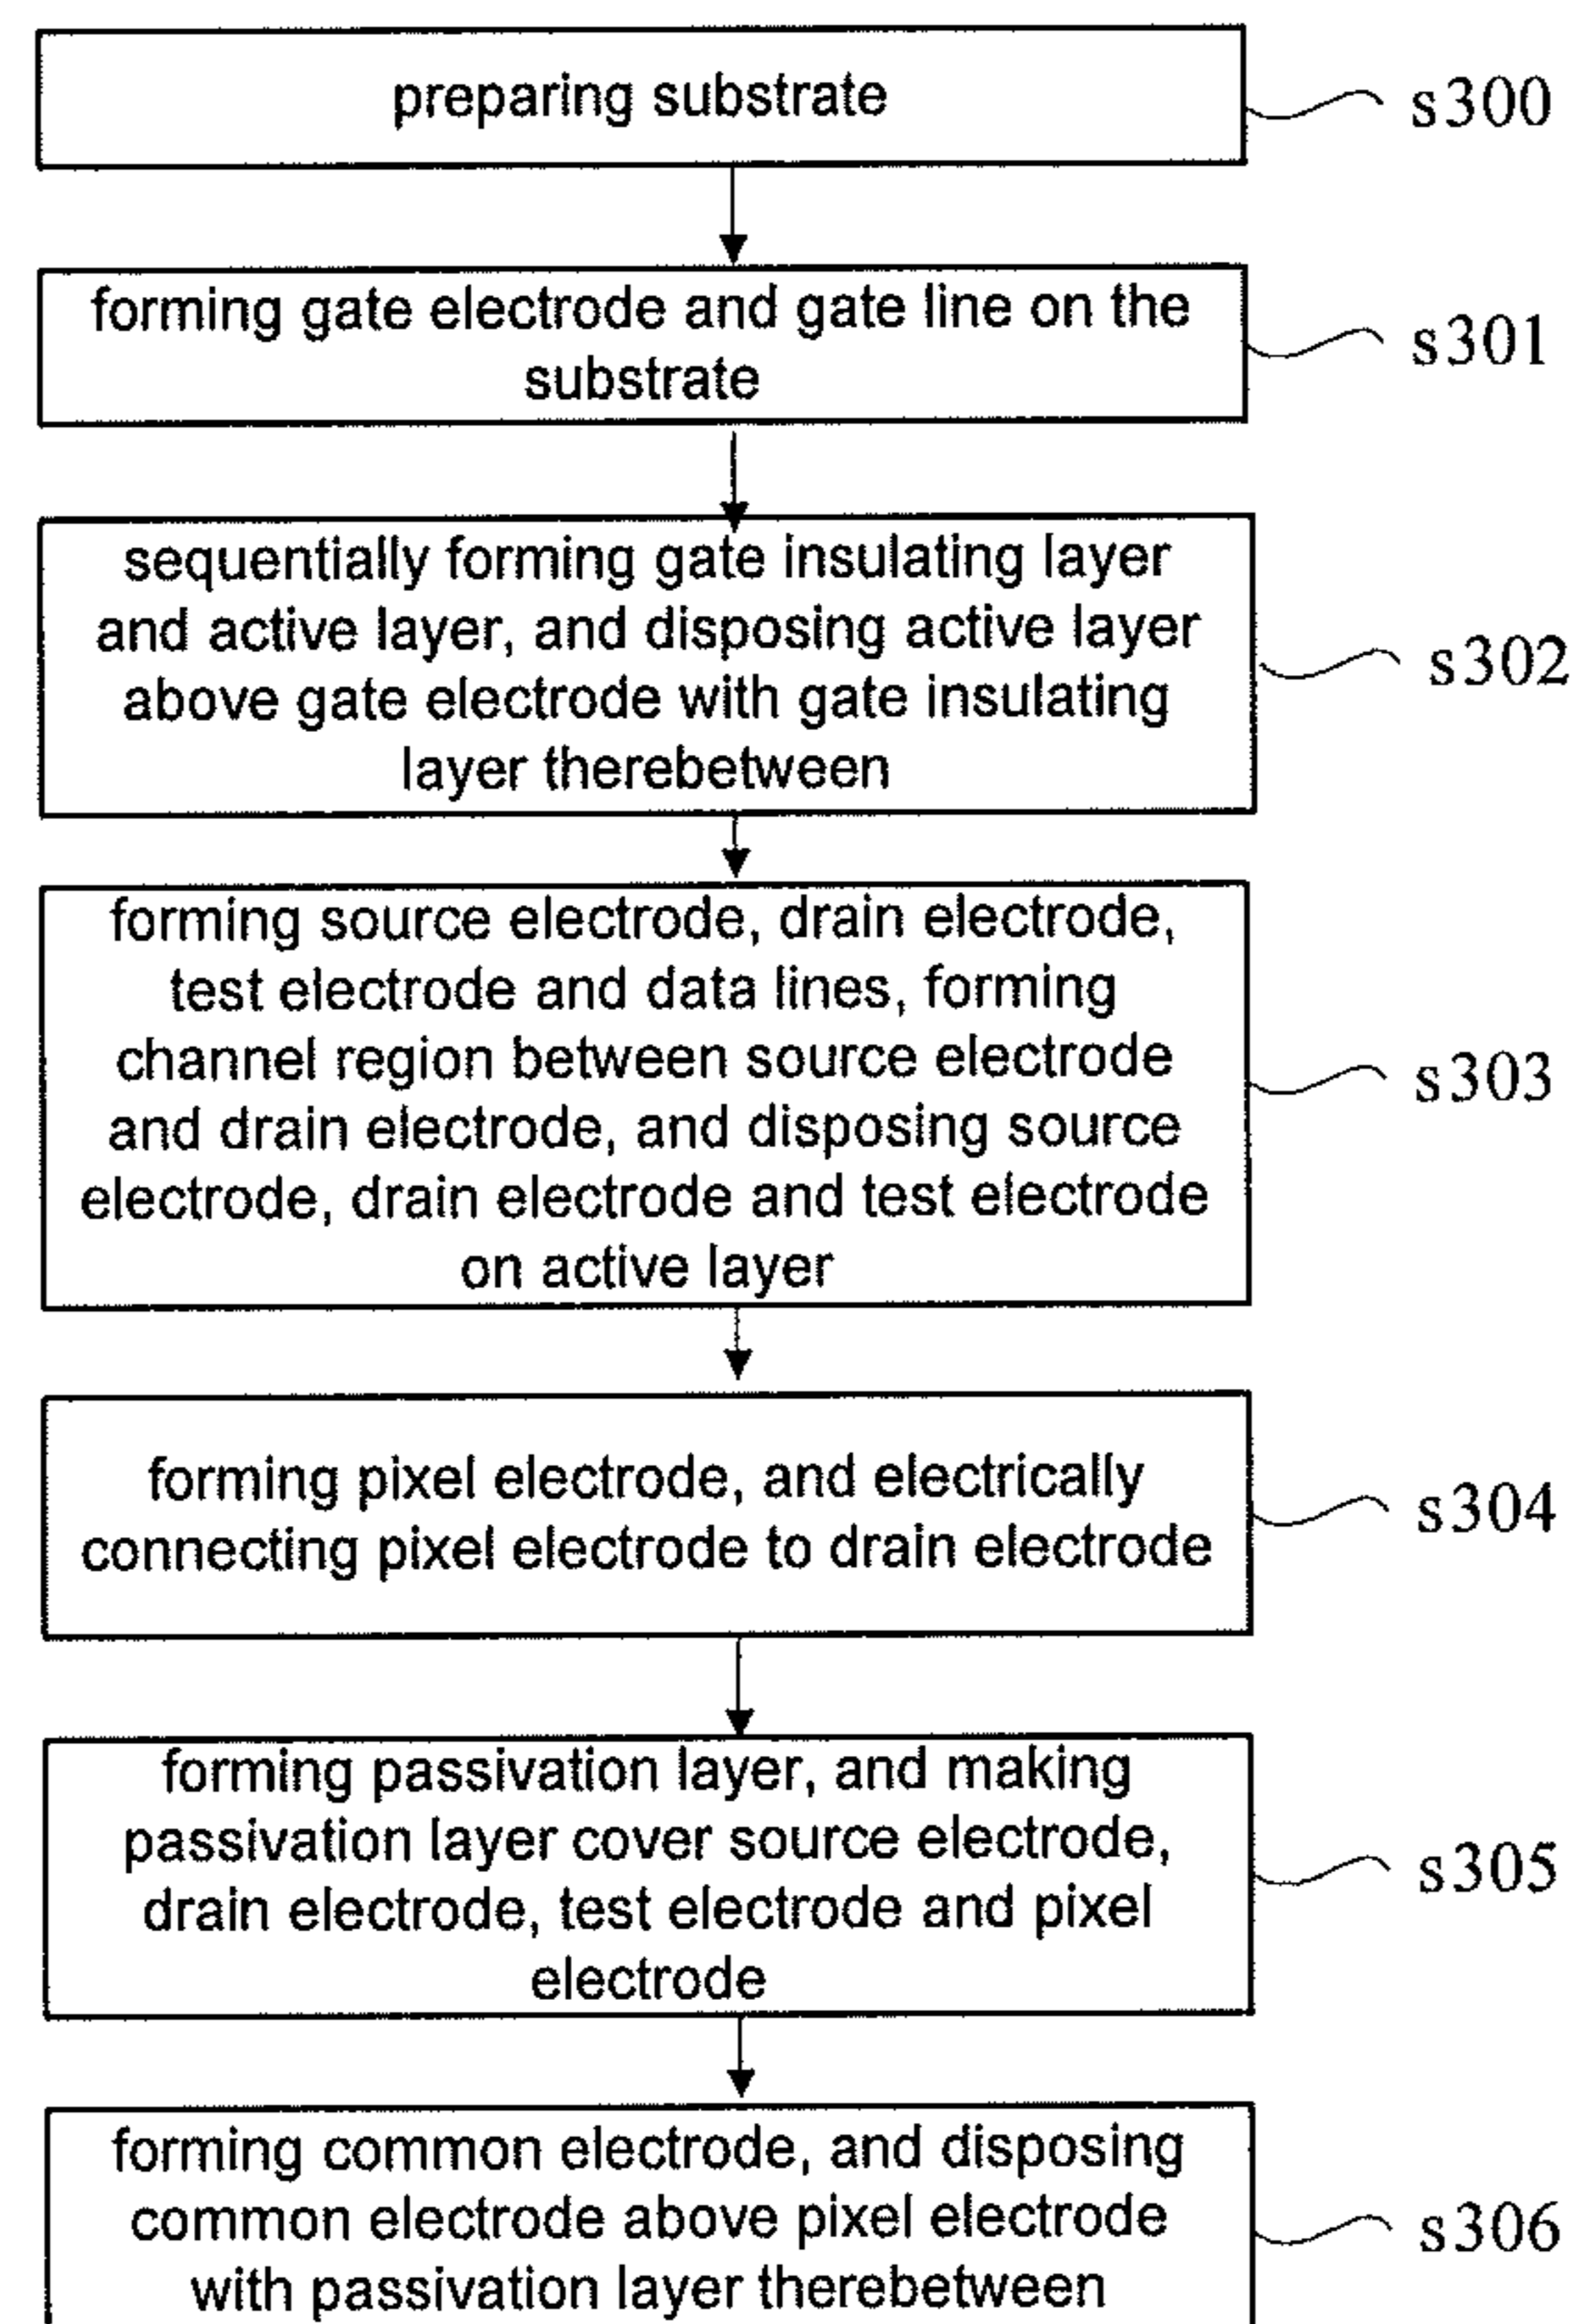 preparing substrate
s300
forming gate electrode and gate line on the
substrate
s301
sequentially forming gate insulating layer
and active layer, and disposing active layer
above gate electrode with gate insulating
layer therebetween
s302
forming source electrode, drain electrode,
test electrode and data lines, forming
channel region between source electrode
and drain electrode, and disposing source
electrode, drain electrode and test electrode
on active layer
s303
forming pixel electrode, and electrically
connecting pixel electrode to drain electrode
s304
forming passivation layer, and making
passivation layer cover source electrode,
drain electrode, test electrode and pixel
electrode
s305
forming common electrode, and disposing
common electrode above pixel electrode
with passivation layer therebetween
s306